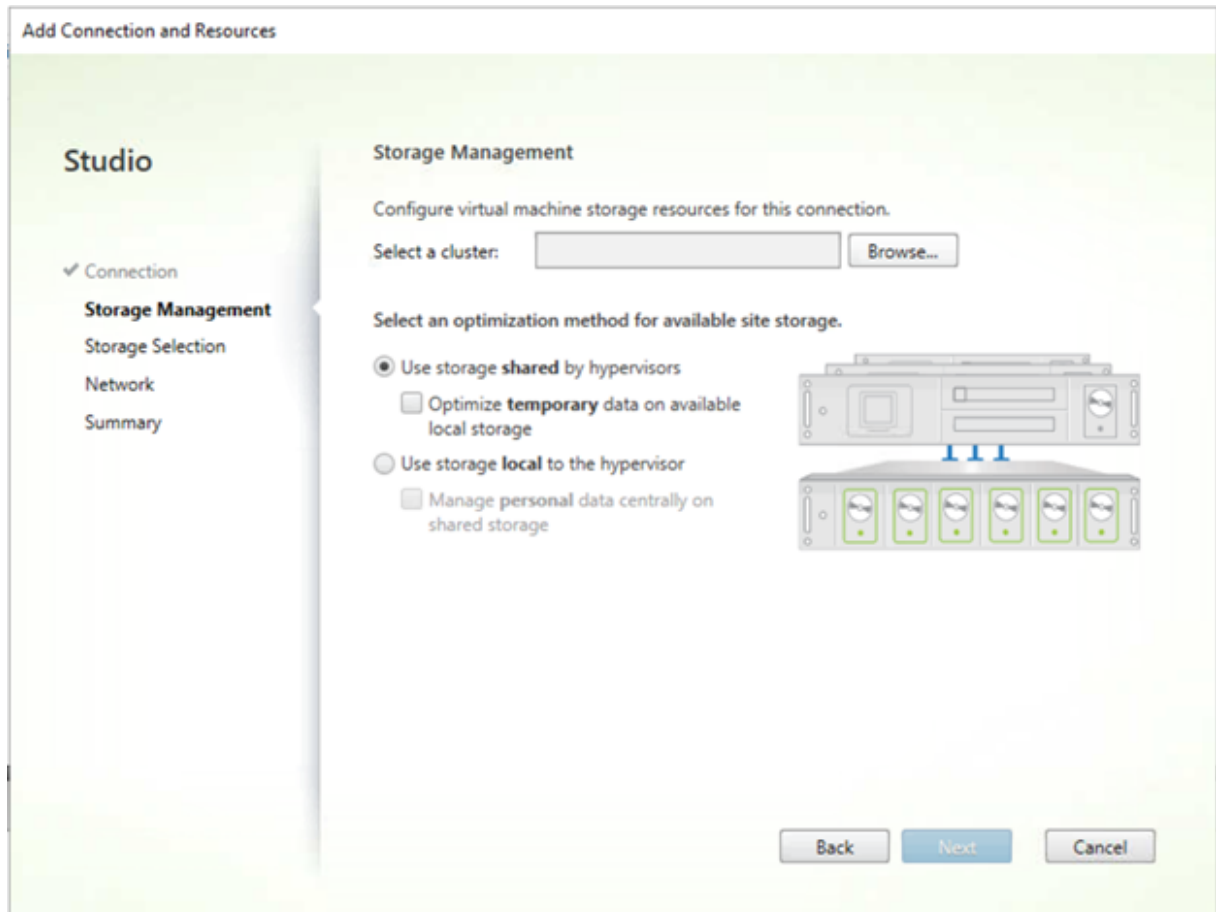 Add Connection and Resources
Studio
Connection
Storage Management
Storage Selection
Network
Summary
Storage Management
Configure virtual machine storage resources for this connection.
Select a cluster:
Browse...
Select an optimization method for available site storage.
Use storage shared by hypervisors
Optimize temporary data on available
local storage
Use storage local to the hypervisor
Manage personal data centrally on
shared storage
Back
Next
Cancel